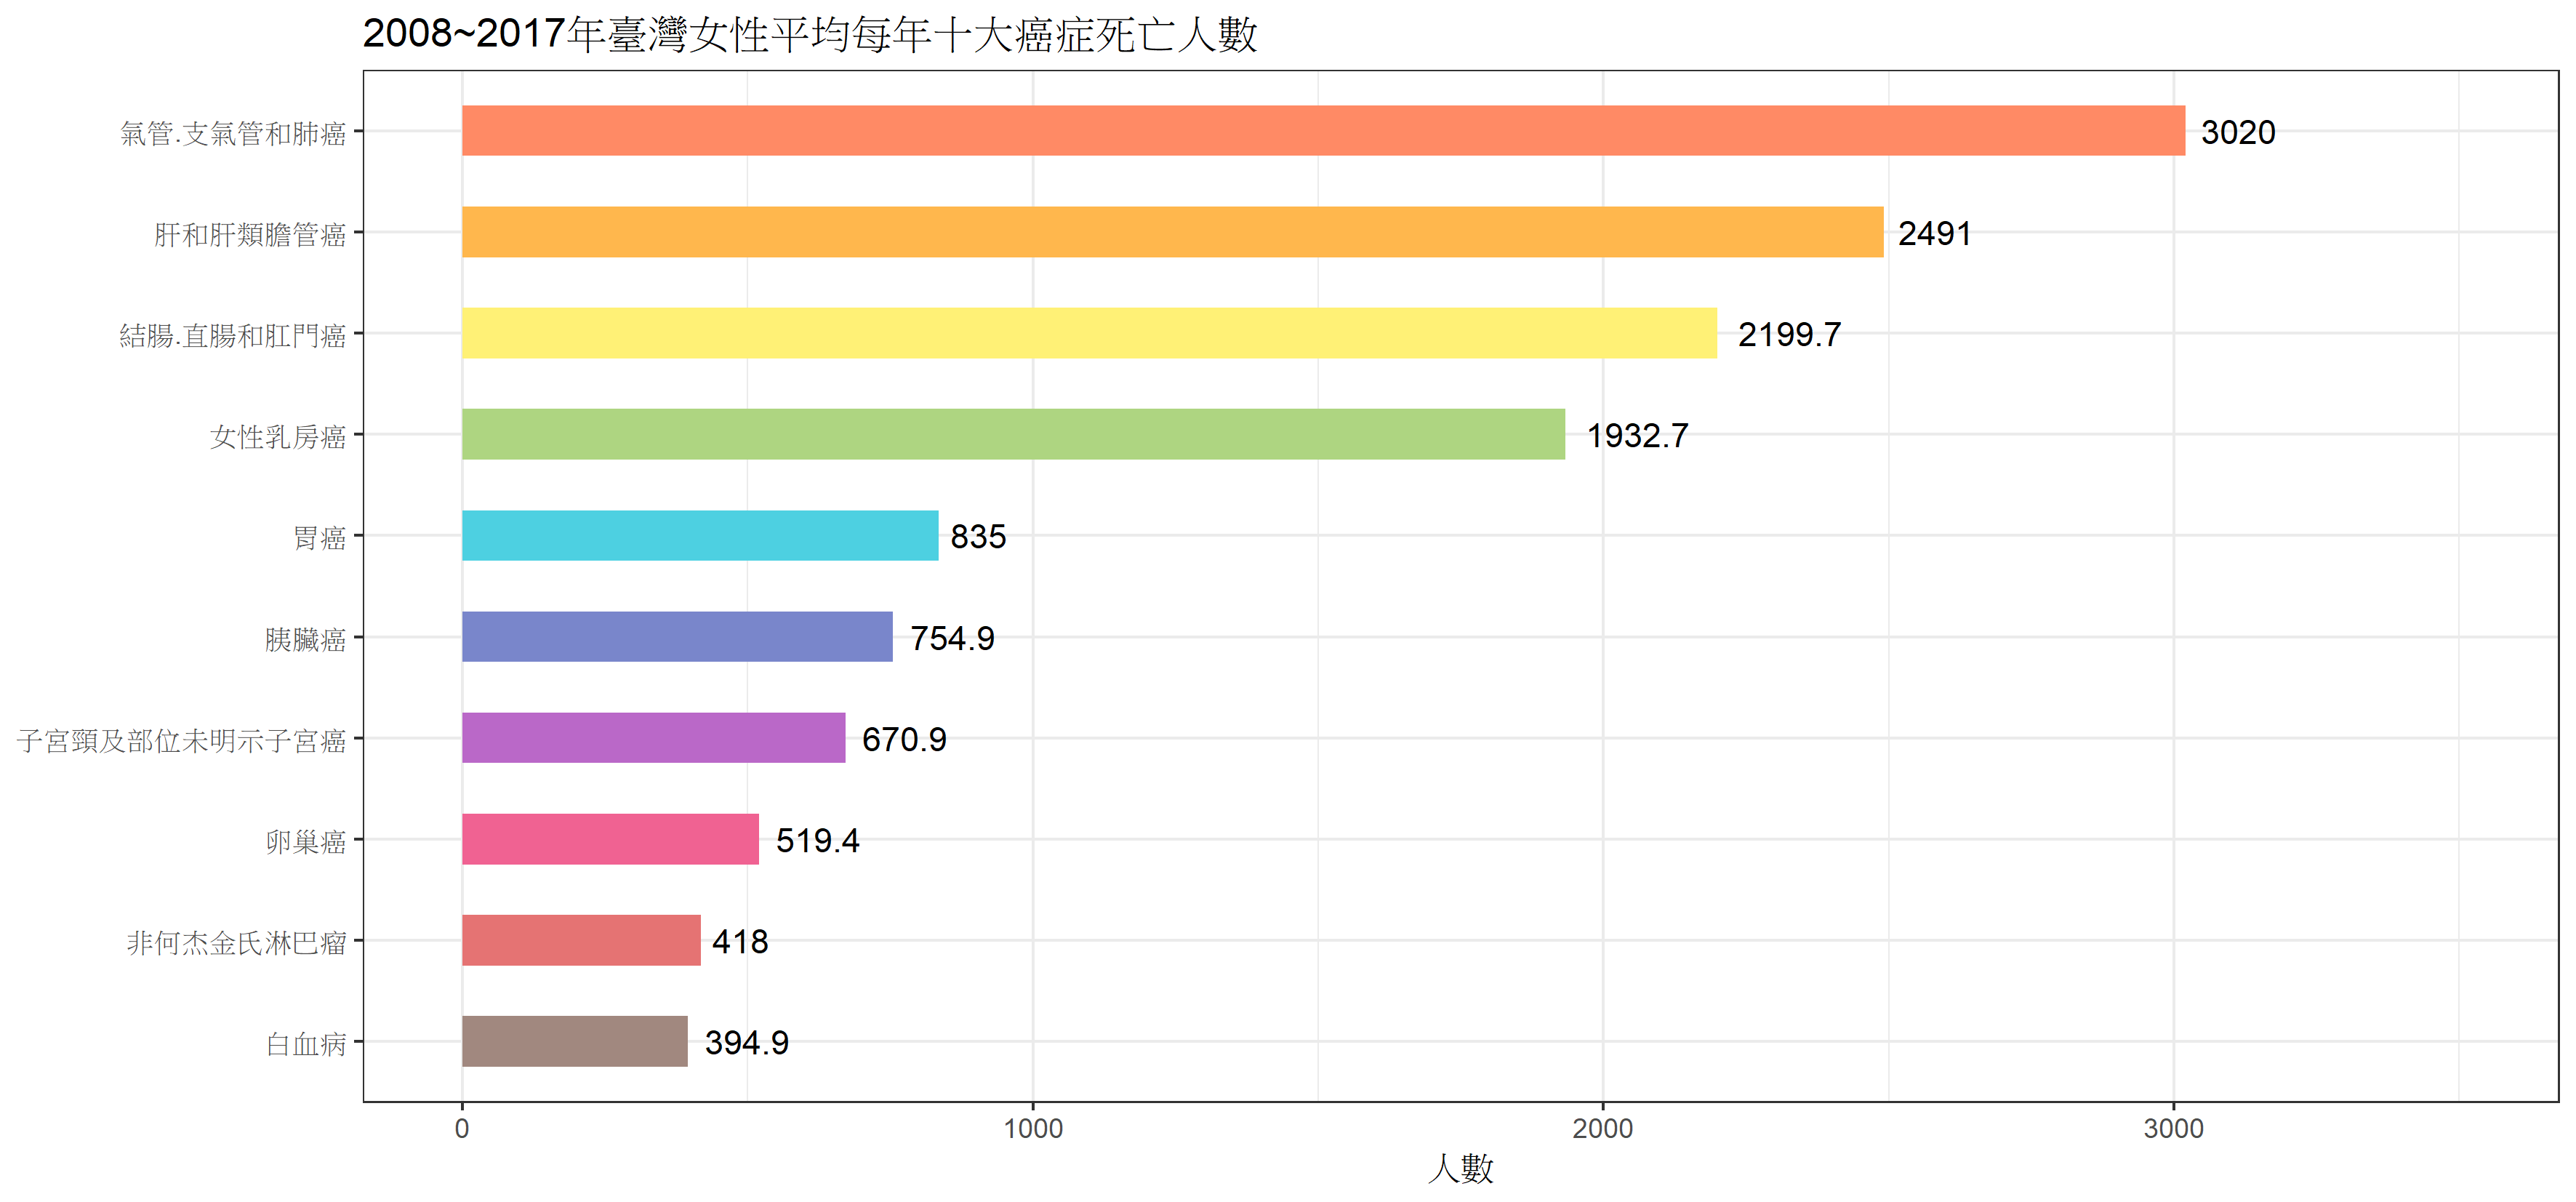 2008~2017年臺灣女性平均每年十大癌症死亡人數
氣管.支氣管和肺癌 3020
肝和肝類膽管癌 2491
結腸.直腸和肛門癌 2199.7
女性乳房癌 1932.7
胃癌 835
胰臟癌 754.9
子宮頸及部位未明示子宮癌 670.9
卵巢癌 519.4
非何杰金氏淋巴瘤 418
白血病 394.9
0 1000 2000 3000
人數